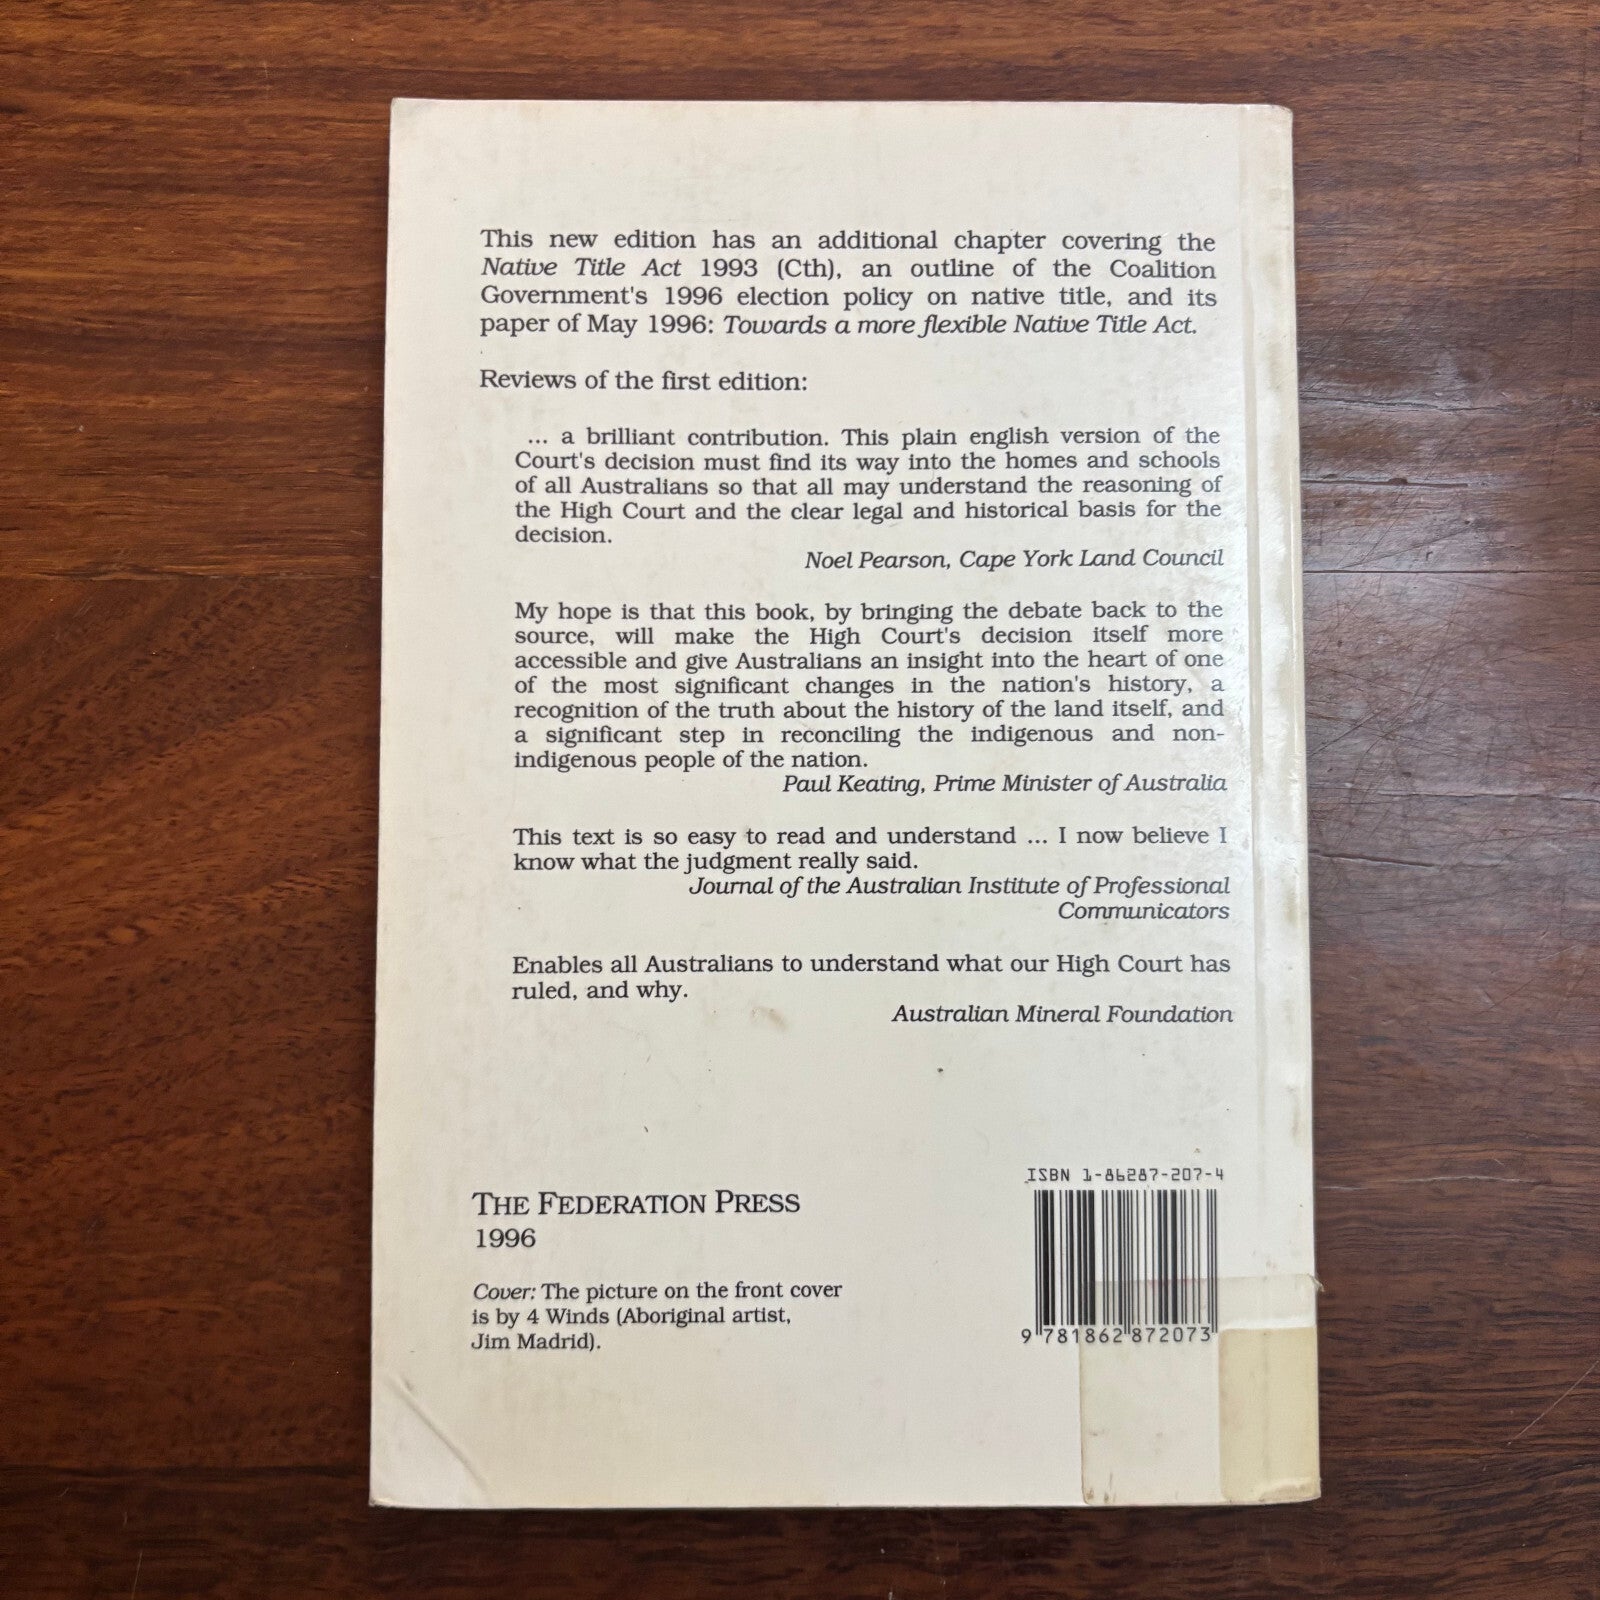 This new edition has an additional chapter covering the
Native Title Act 1993 (Cth), an outline of the Coalition
Government's 1996 election policy on native title, and its
paper of May 1996: Towards a more flexible Native Title Act.
Reviews of the first edition:
... a brilliant contribution. This plain english version of the
Court's decision must find its way into the homes and schools
of all Australians so that all may understand the reasoning of
the High Court and the clear legal and historical basis for the
decision.
Noel Pearson, Cape York Land Council
My hope is that this book, by bringing the debate back to the
source, will make the High Court's decision itself more
accessible and give Australians an insight into the heart of one
of the most significant changes in the nation's history, a
recognition of the truth about the history of the land itself, and
a significant step in reconciling the indigenous and non-
indigenous people of the nation.
Paul Keating, Prime Minister of Australia
This text is so easy to read and understand ... I now believe I
know what the judgment really said.
Journal of the Australian Institute of Professional
Communicators
Enables all Australians to understand what our High Court has
ruled, and why.
Australian Mineral Foundation
THE FEDERATION PRESS
1996
Cover: The picture on the front cover
is by 4 Winds (Aboriginal artist,
Jim Madrid).
ISBN 1-86287-207-4
9 781862 872073